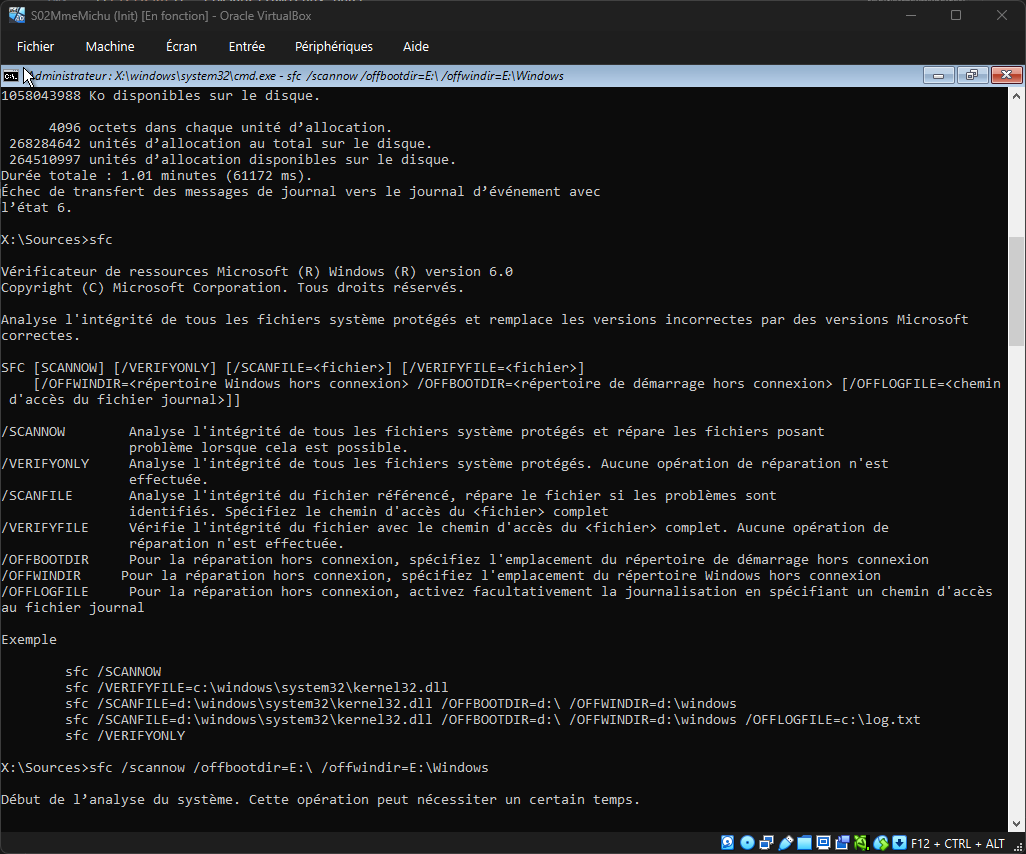 S02MmeMichu (Init) [En fonction] - Oracle VirtualBox
Fichier Machine Écran Entrée Périphériques Aide
dministrateur : X:\windows\system32\cmd.exe - sfc /scannow /offbootdir=E:\ /offwindir=E:\Windows
1058043988 Ko disponibles sur le disque.
4096 octets dans chaque unité d’allocation.
268284642 unités d’allocation au total sur le disque.
264510997 unités d’allocation disponibles sur le disque.
Durée totale : 1.01 minutes (61172 ms).
Échec de transfert des messages de journal vers le journal d’événement avec
l’état 6.
X:\Sources>sfc
Vérificateur de ressources Microsoft (R) Windows (R) version 6.0
Copyright (C) Microsoft Corporation. Tous droits réservés.
Analyse l'intégrité de tous les fichiers système protégés et remplace les versions incorrectes par des versions Microsoft
correctes.
SFC [SCANNOW] [/VERIFYONLY] [/SCANFILE=<fichier>] [/VERIFYFILE=<fichier>]
[/OFFWINDIR=<répertoire Windows hors connexion> /OFFBOOTDIR=<répertoire de démarrage hors connexion> [/OFFLOGFILE=<chemin
d'accès du fichier journal>]]
/SCANNOW Analyse l'intégrité de tous les fichiers système protégés et répare les fichiers posant
problème lorsque cela est possible.
/VERIFYONLY Analyse l'intégrité de tous les fichiers système protégés. Aucune opération de réparation n'est
effectuée.
/SCANFILE Analyse l'intégrité du fichier référencé, répare le fichier si les problèmes sont
identifiés. Spécifiez le chemin d'accès du <fichier> complet
/VERIFYFILE Vérifie l'intégrité du fichier avec le chemin d'accès du <fichier> complet. Aucune opération de
réparation n'est effectuée.
/OFFBOOTDIR Pour la réparation hors connexion, spécifiez l'emplacement du répertoire de démarrage hors connexion
/OFFWINDIR Pour la réparation hors connexion, spécifiez l'emplacement du répertoire Windows hors connexion
/OFFLOGFILE Pour la réparation hors connexion, activez facultativement la journalisation en spécifiant un chemin d'accès
au fichier journal
Exemple
sfc /SCANNOW
sfc /VERIFYFILE=c:\windows\system32\kernel32.dll
sfc /SCANFILE=d:\windows\system32\kernel32.dll /OFFBOOTDIR=d:\ /OFFWINDIR=d:\windows
sfc /SCANFILE=d:\windows\system32\kernel32.dll /OFFBOOTDIR=d:\ /OFFWINDIR=d:\windows /OFFLOGFILE=c:\log.txt
sfc /VERIFYONLY
X:\Sources>sfc /scannow /offbootdir=E:\ /offwindir=E:\Windows
Début de l’analyse du système. Cette opération peut nécessiter un certain temps.
F12 + CTRL + ALT